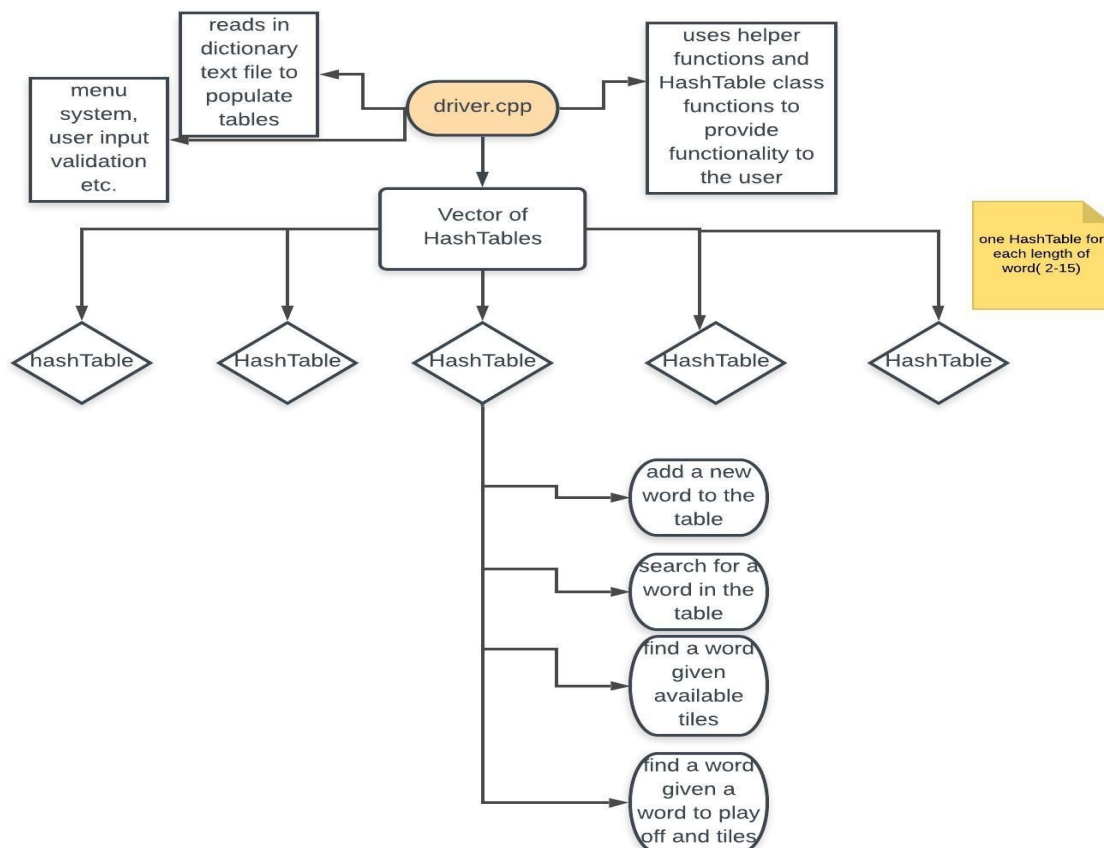 reads in
dictionary
text file to
populate
tables
menu
system,
user input
validation
etc.
driver.cpp
uses helper
functions and
HashTable class
functions to
provide
functionality to
the user
Vector of
HashTables
one HashTable for
each length of
word( 2-15)
hashTable
HashTable
HashTable
HashTable
HashTable
add a new
word to the
table
search for a
word in the
table
find a word
given
available
tiles
find a word
given a
word to play
off and tiles